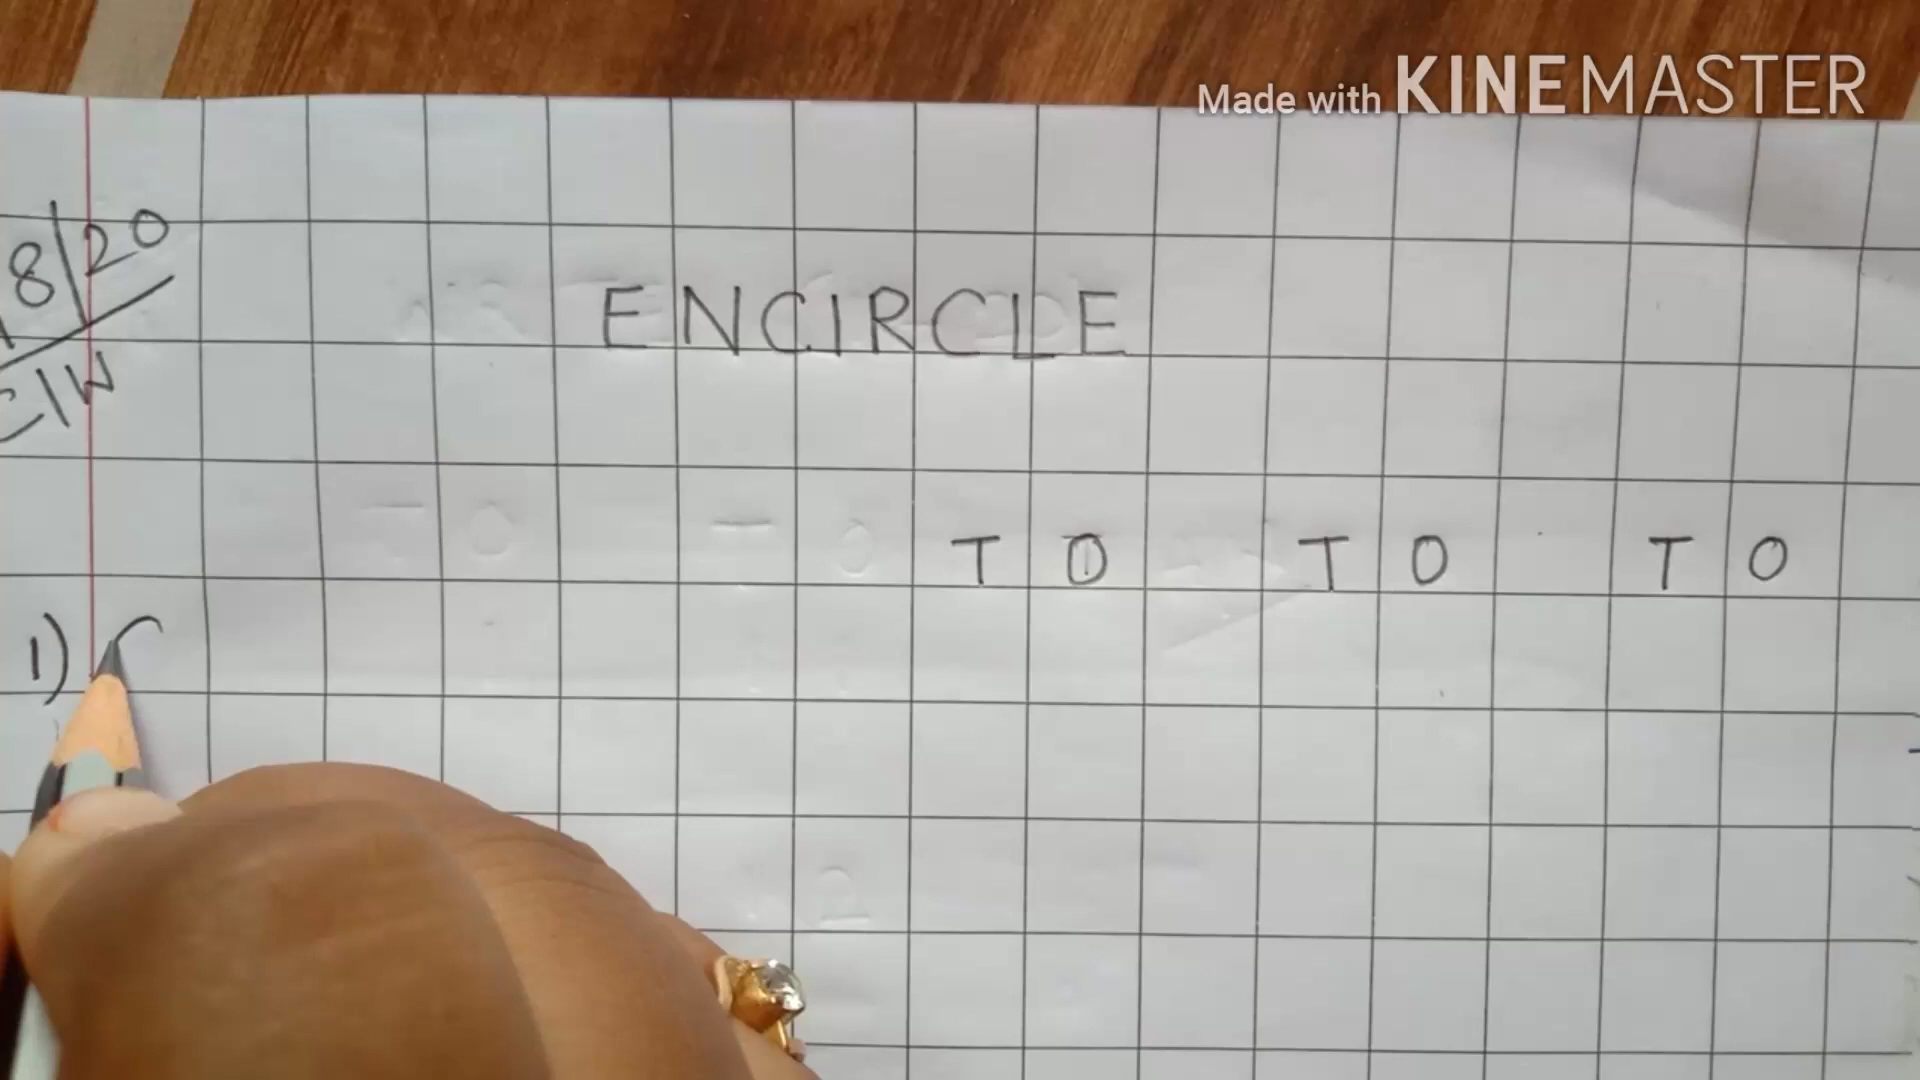 Made with KINEMASTER
8/20
C/W
ENCIRCLE
T O T O T O
1)